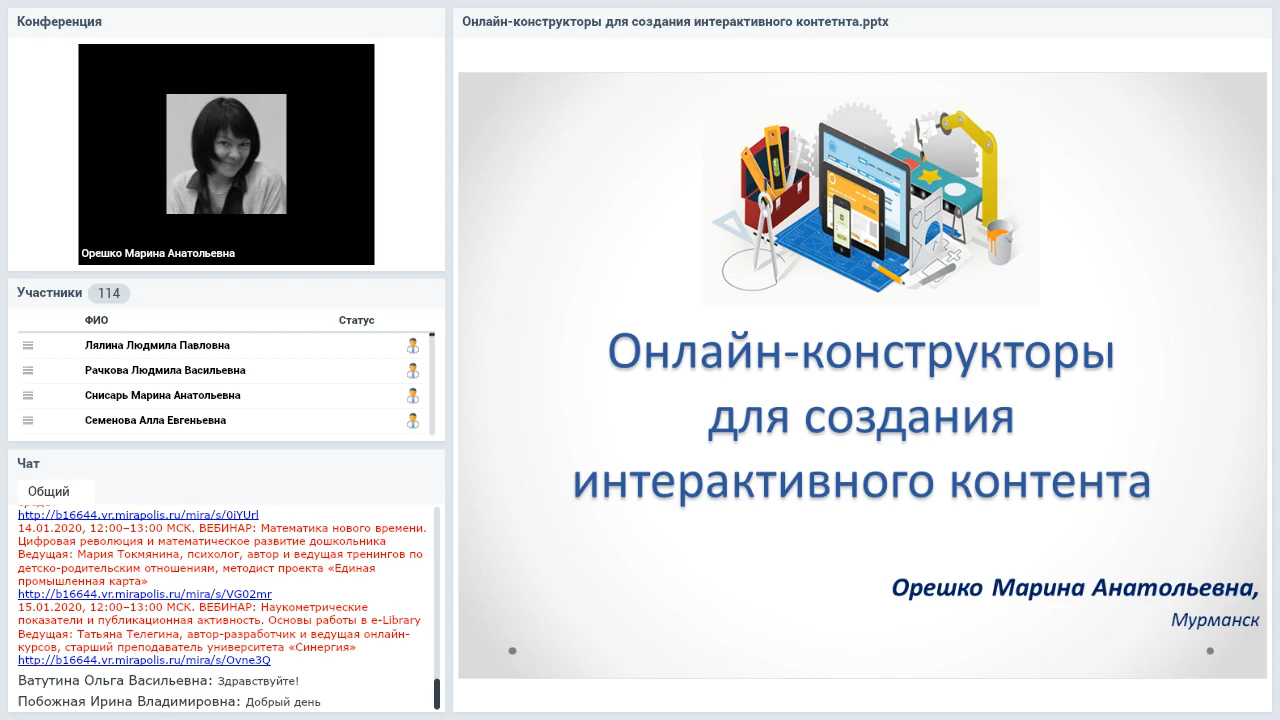 Конференция
Орешко Марина Анатольевна
Участники 114
ФИО Статус
Лялина Людмила Павловна
Рачкова Людмила Васильевна
Снисарь Марина Анатольевна
Семенова Алла Евгеньевна
Чат
Общий
http://b16644.vr.mirapolis.ru/mira/s/0iYUrl
14.01.2020, 12:00–13:00 МСК. ВЕБИНАР: Математика нового времени.
Цифровая революция и математическое развитие дошкольника
Ведущая: Мария Токмянина, психолог, автор и ведущая тренингов по
детско-родительским отношениям, методист проекта «Единая
промышленная карта»
http://b16644.vr.mirapolis.ru/mira/s/VG02mr
15.01.2020, 12:00–13:00 МСК. ВЕБИНАР: Наукометрические
показатели и публикационная активность. Основы работы в e-Library
Ведущая: Татьяна Телегина, автор-разработчик и ведущая онлайн-
курсов, старший преподаватель университета «Синергия»
http://b16644.vr.mirapolis.ru/mira/s/Ovne3Q
Ватутина Ольга Васильевна: Здравствуйте!
Побожная Ирина Владимировна: Добрый день
Онлайн-конструкторы для создания интерактивного контетнта.pptx
Онлайн-конструкторы
для создания
интерактивного контента
Орешко Марина Анатольевна,
Мурманск